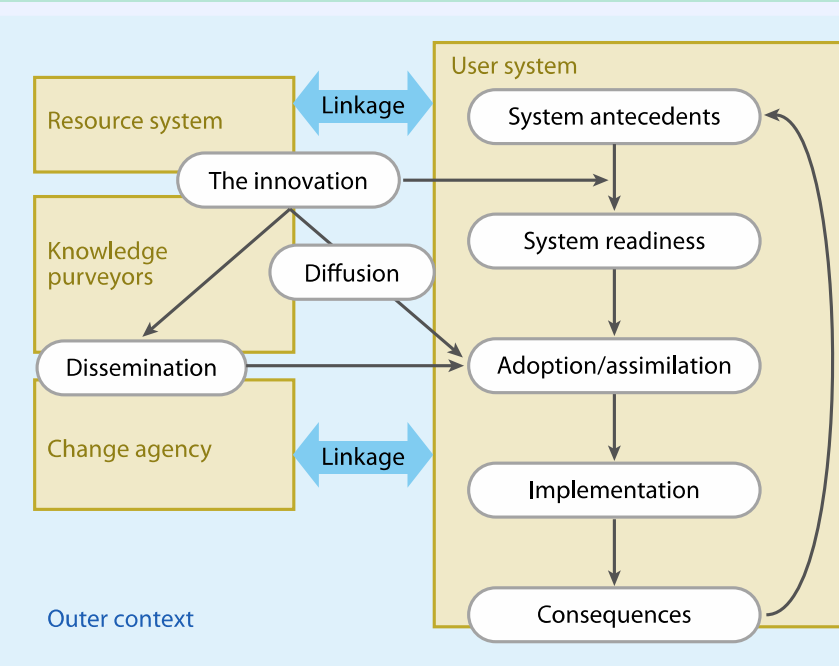 User system
Resource system
Linkage
System antecedents
The innovation
Knowledge
purveyors
System readiness
Diffusion
Dissemination
Adoption/assimilation
Change agency
Linkage
Implementation
Outer context
Consequences